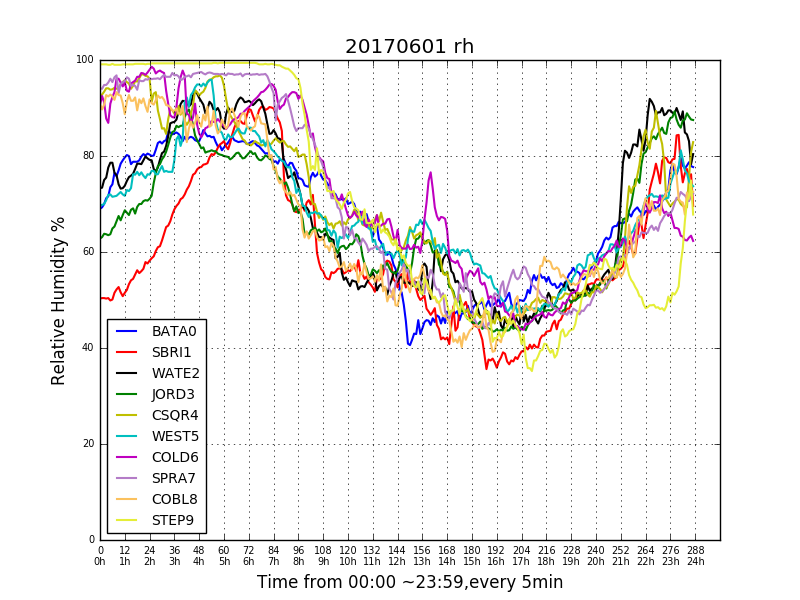 20170601 rh
100
80
60
40
20
0
Relative Humidity %
BATA0
SBRI1
WATE2
JORD3
CSQR4
WEST5
COLD6
SPRA7
COBL8
STEP9
0 12 24 36 48 60 72 84 96 108 120 132 144 156 168 180 192 204 216 228 240 252 264 276 288
0h 1h 2h 3h 4h 5h 6h 7h 8h 9h 10h 11h 12h 13h 14h 15h 16h 17h 18h 19h 20h 21h 22h 23h 24h
Time from 00:00 ~23:59,every 5min